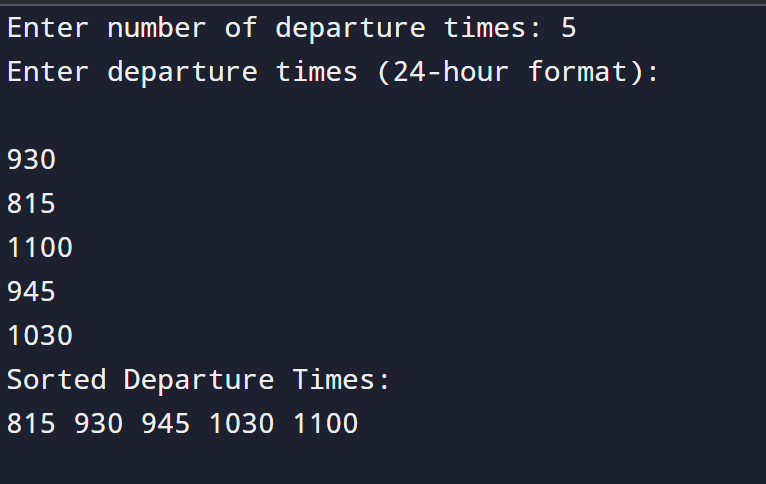 Enter number of departure times: 5
Enter departure times (24-hour format):
930
815
1100
945
1030
Sorted Departure Times:
815 930 945 1030 1100